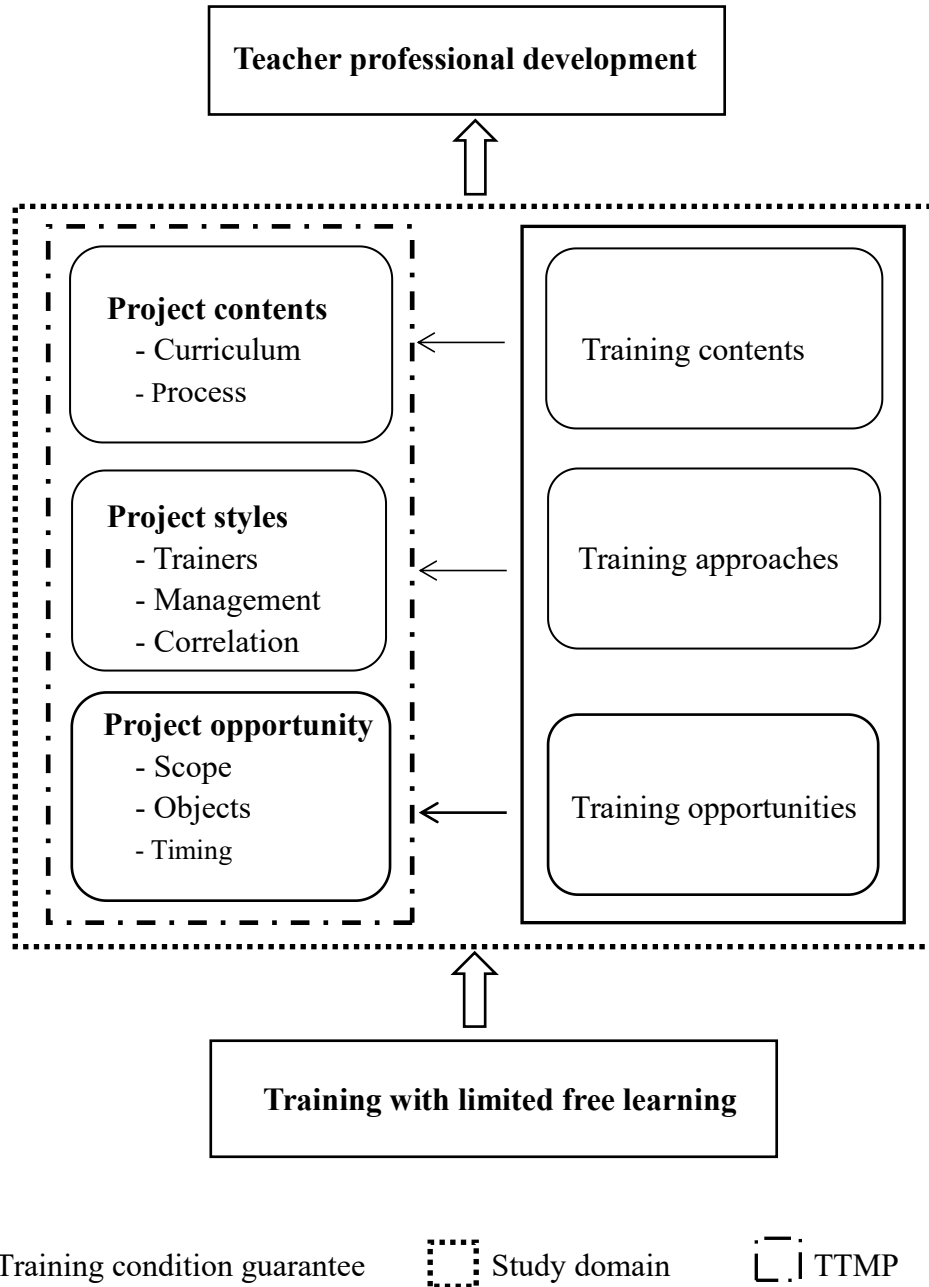 Teacher professional development
Project contents
- Curriculum
- Process
Training contents
Project styles
- Trainers
- Management
- Correlation
Training approaches
Project opportunity
- Scope
- Objects
- Timing
Training opportunities
Training with limited free learning
Training condition guarantee
Study domain
TTMP